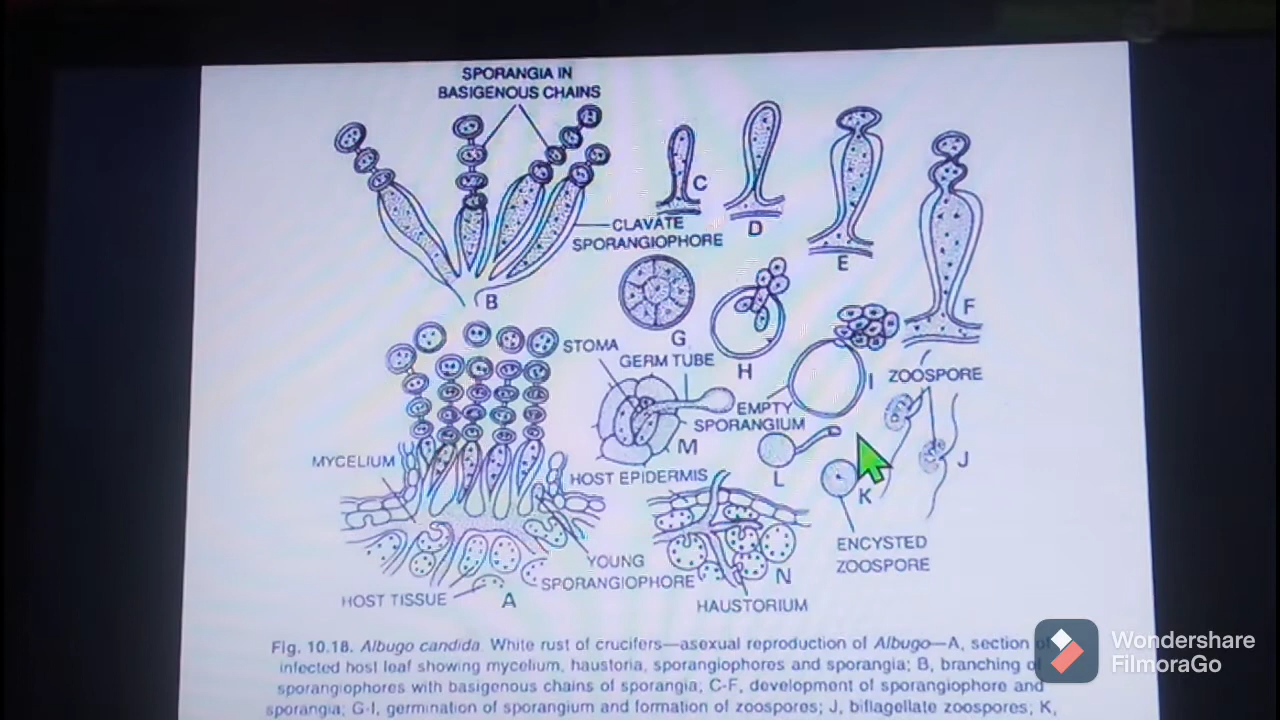 SPORANGIA IN
BASIGENOUS CHAINS
C
D
E
F
CLAVATE
SPORANGIOPHORE
B
G
H
I
STOMA
GERM TUBE
ZOOSPORE
EMPTY
SPORANGIUM
M
J
MYCELIUM
HOST EPIDERMIS
L
K
ENCYSTED
ZOOSPORE
YOUNG
SPORANGIOPHORE
N
HOST TISSUE
A
HAUSTORIUM
Fig. 10.18. Albugo candida. White rust of crucifers—asexual reproduction of Albugo—A, section of
infected host leaf showing mycelium, haustoria, sporangiophores and sporangia; B, branching of
sporangiophores with basigenous chains of sporangia; C-F, development of sporangiophore and
sporangia; G-I, germination of sporangium and formation of zoospores; J, biflagellate zoospores; K,
Wondershare
FilmoraGo